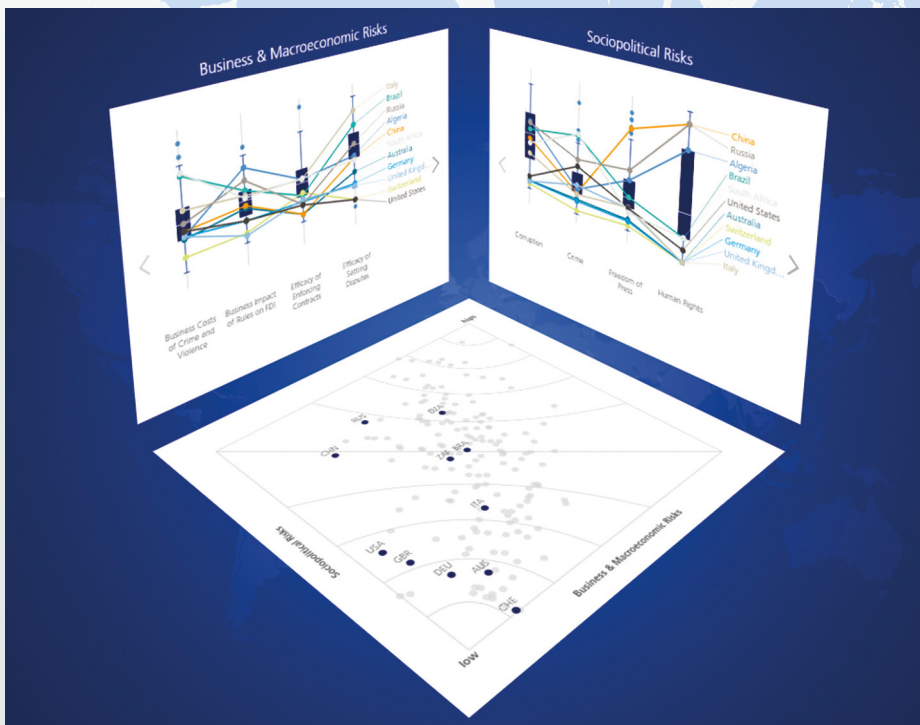 Business & Macroeconomic Risks
Italy
Brazil
Russia
Algeria
China
South Africa
Australia
Germany
United Kingd...
Switzerland
United States
Business Costs
of Crime and
Violence
Business Impact
of Rules on FDI
Efficacy of
Enforcing
Contracts
Efficacy of
Settling
Disputes
Sociopolitical Risks
China
Russia
Algeria
Brazil
South Africa
United States
Australia
Switzerland
Germany
United Kingd...
Italy
Corruption
Crime
Freedom of
Press
Human Rights
high
DZA
RUS
CHN
ZAF
BRA
ITA
USA
GBR
DEU
AUS
CHE
Sociopolitical Risks
Business & Macroeconomic Risks
low